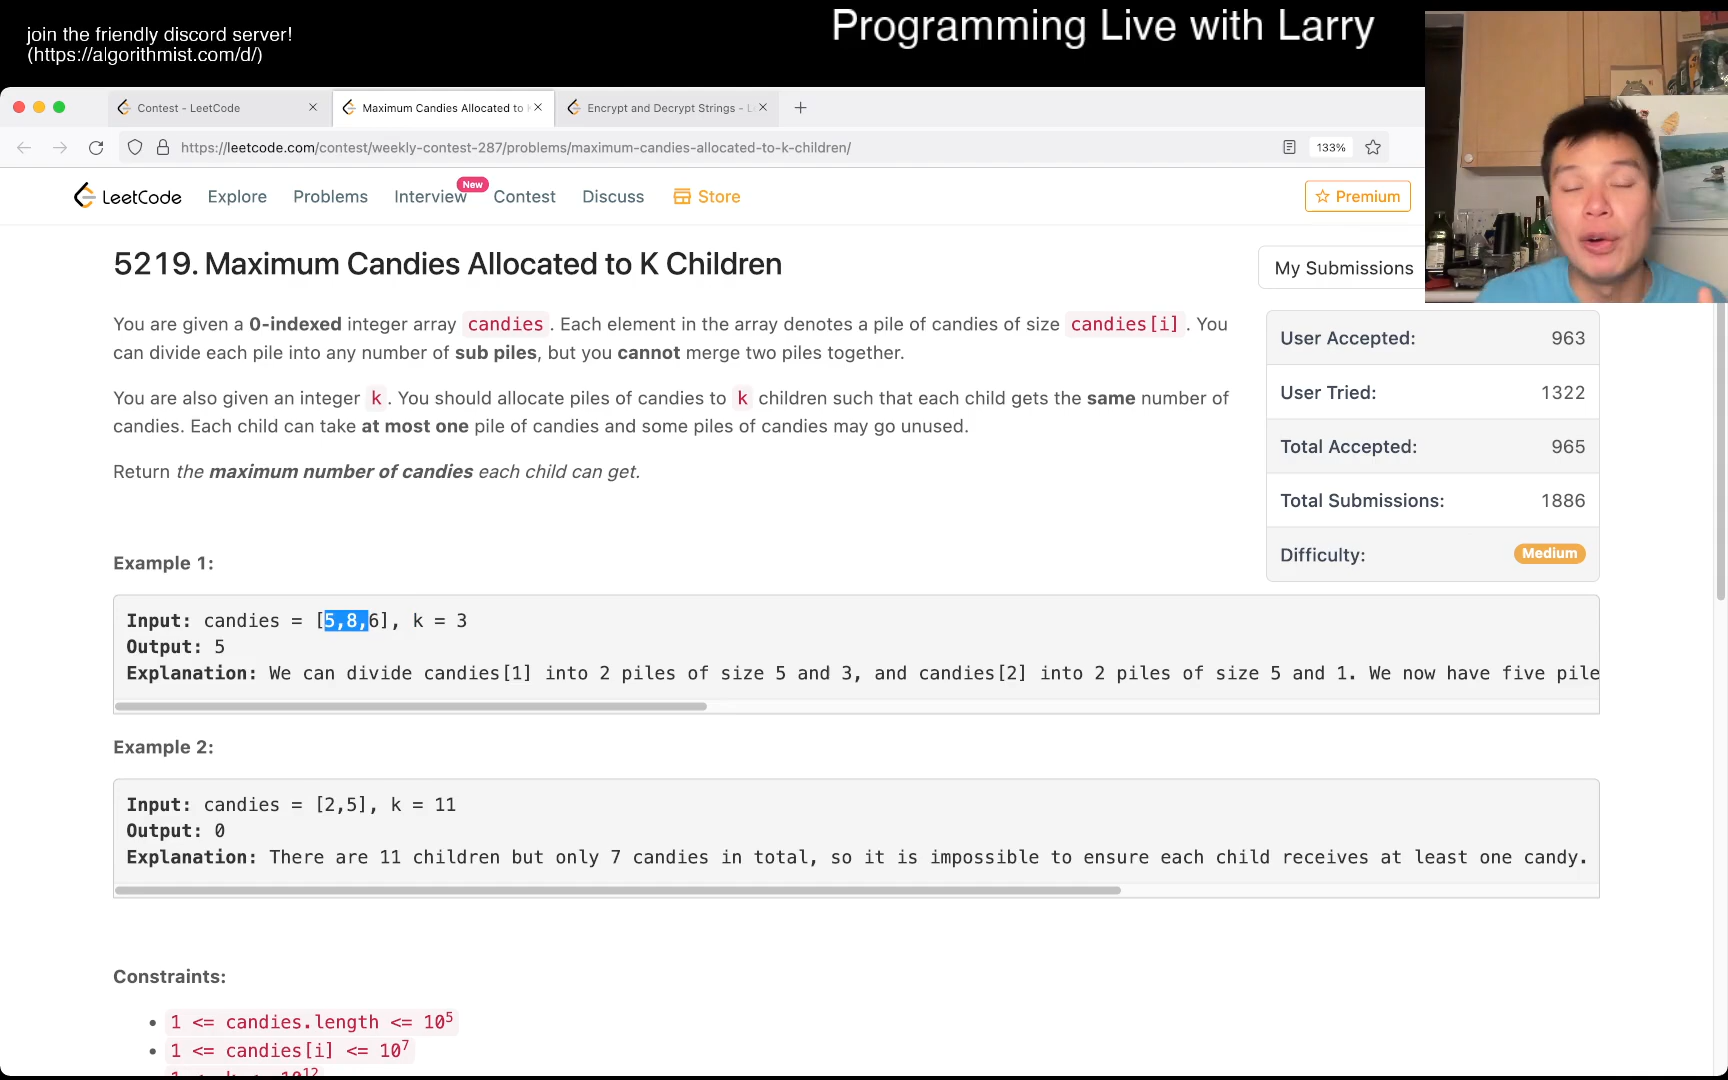 join the friendly discord server!
(https://algorithmist.com/d/)
Programming Live with Larry
Contest - LeetCode
Maximum Candies Allocated to
Encrypt and Decrypt Strings - L
https://leetcode.com/contest/weekly-contest-287/problems/maximum-candies-allocated-to-k-children/
133%
LeetCode
Explore
Problems
Interview
New
Contest
Discuss
Store
Premium
5219. Maximum Candies Allocated to K Children
My Submissions
You are given a 0-indexed integer array candies. Each element in the array denotes a pile of candies of size candies[i]. You
can divide each pile into any number of sub piles, but you cannot merge two piles together.
You are also given an integer k. You should allocate piles of candies to k children such that each child gets the same number of
candies. Each child can take at most one pile of candies and some piles of candies may go unused.
Return the maximum number of candies each child can get.
User Accepted: 963
User Tried: 1322
Total Accepted: 965
Total Submissions: 1886
Difficulty: Medium
Example 1:
Input: candies = [5,8,6], k = 3
Output: 5
Explanation: We can divide candies[1] into 2 piles of size 5 and 3, and candies[2] into 2 piles of size 5 and 1. We now have five pile
Example 2:
Input: candies = [2,5], k = 11
Output: 0
Explanation: There are 11 children but only 7 candies in total, so it is impossible to ensure each child receives at least one candy.
Constraints:
1 <= candies.length <= 10⁵
1 <= candies[i] <= 10⁷
1 <= k <= 10¹²